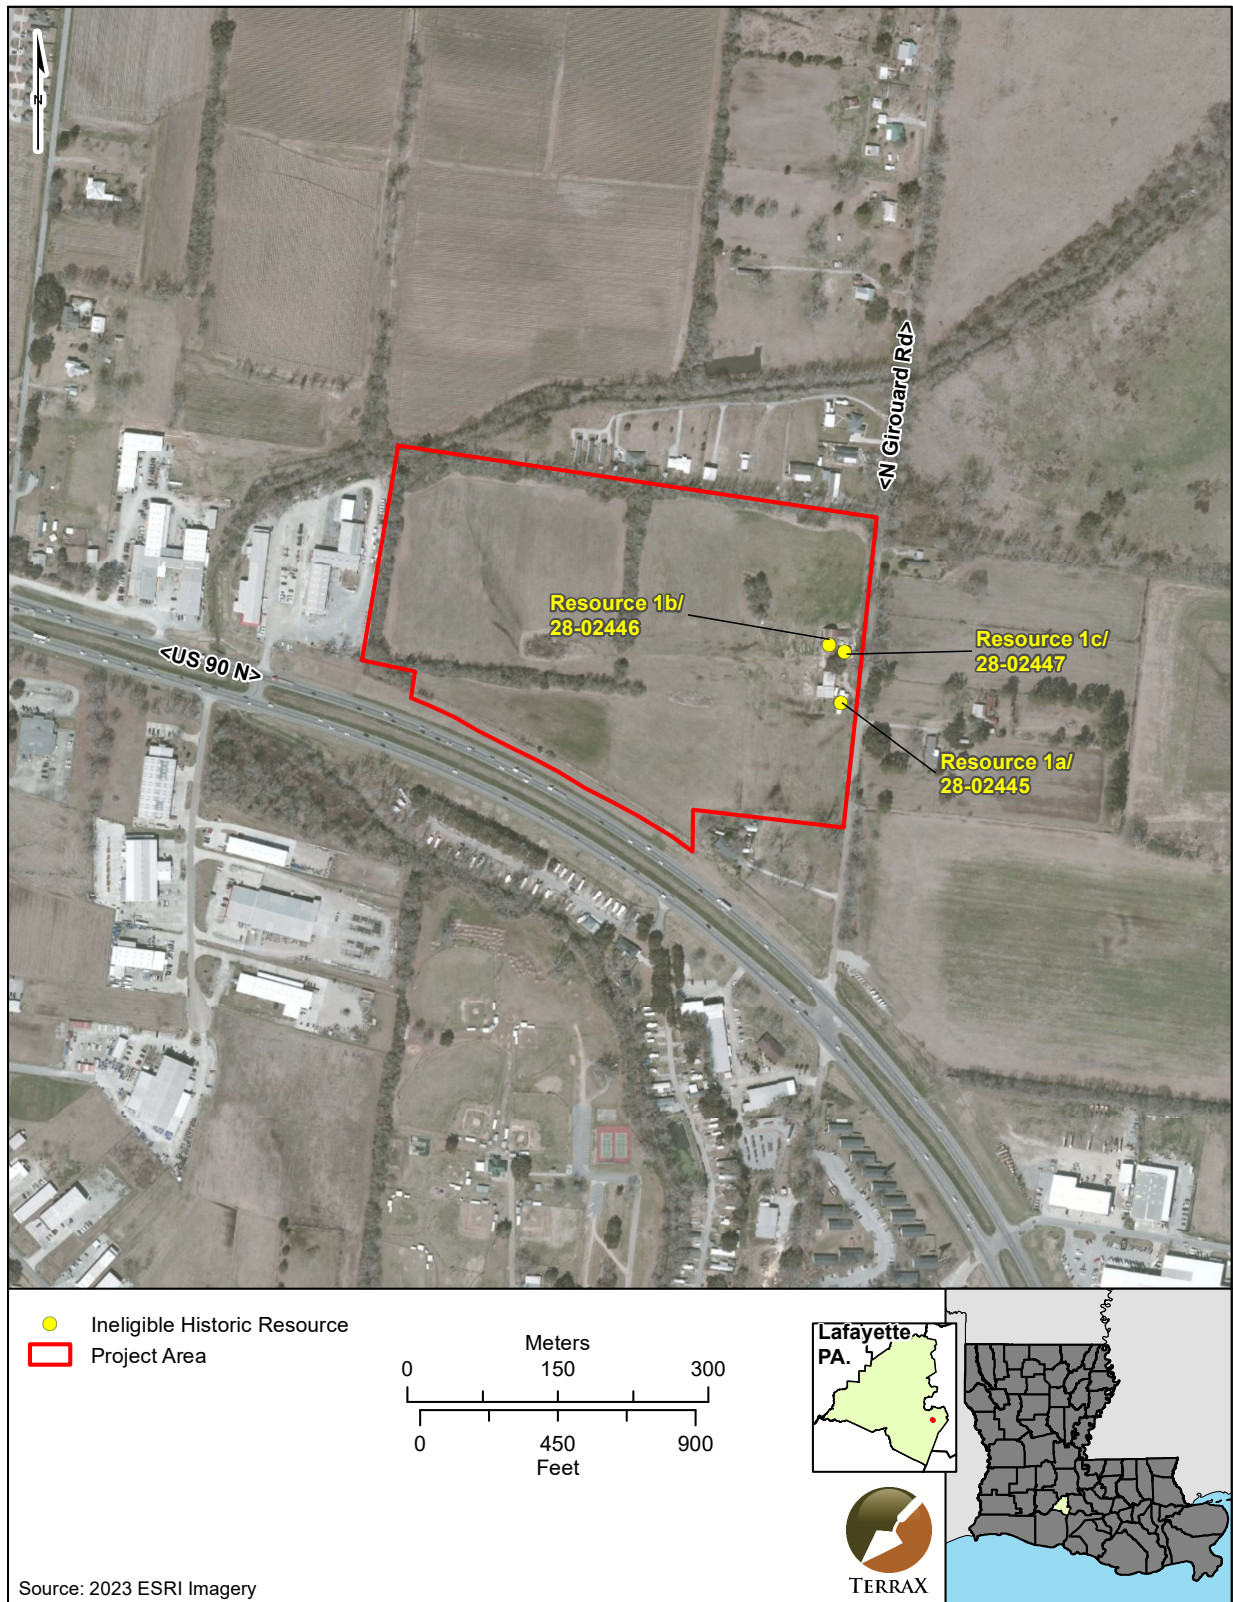 N
<N Girouard Rd>
Resource 1b/
28-02446
Resource 1c/
28-02447
<US 90 N>
Resource 1a/
28-02445
Ineligible Historic Resource
Project Area
Meters
0 150 300
0 450 900
Feet
Lafayette
PA.
TERRAX
Source: 2023 ESRI Imagery